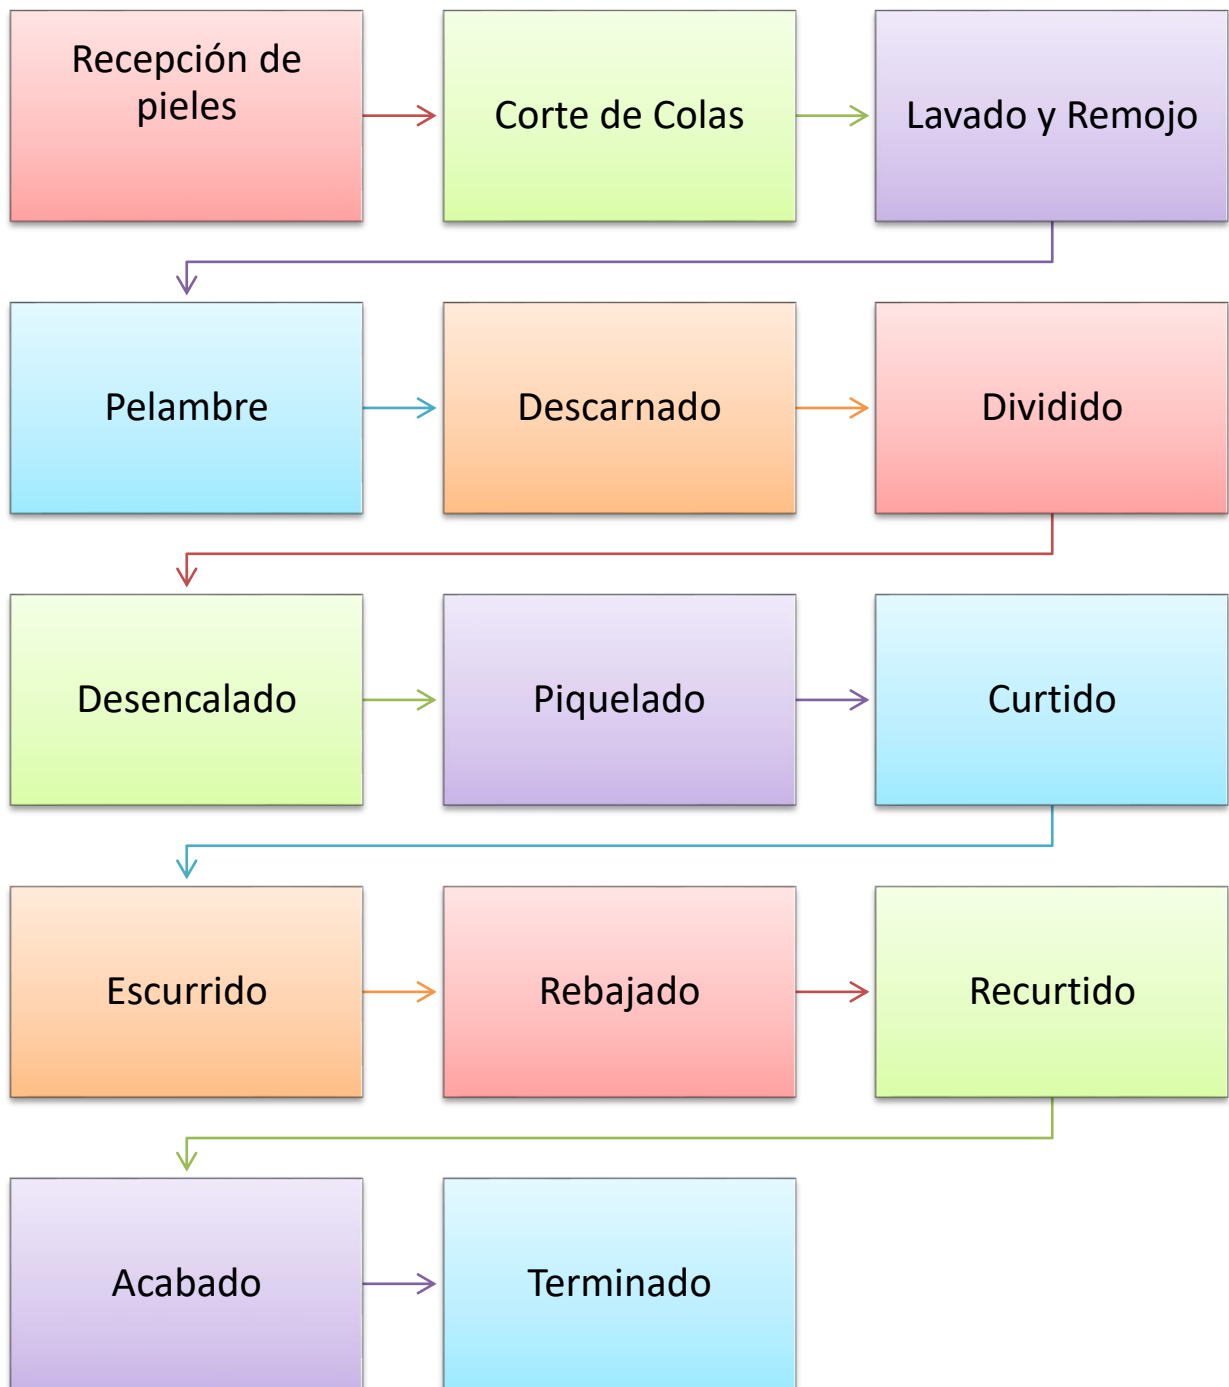 Recepción de
pieles
Corte de Colas
Lavado y Remojo
Pelambre
Descarnado
Dividido
Desencalado
Piquelado
Curtido
Escurrido
Rebajado
Recurtido
Acabado
Terminado